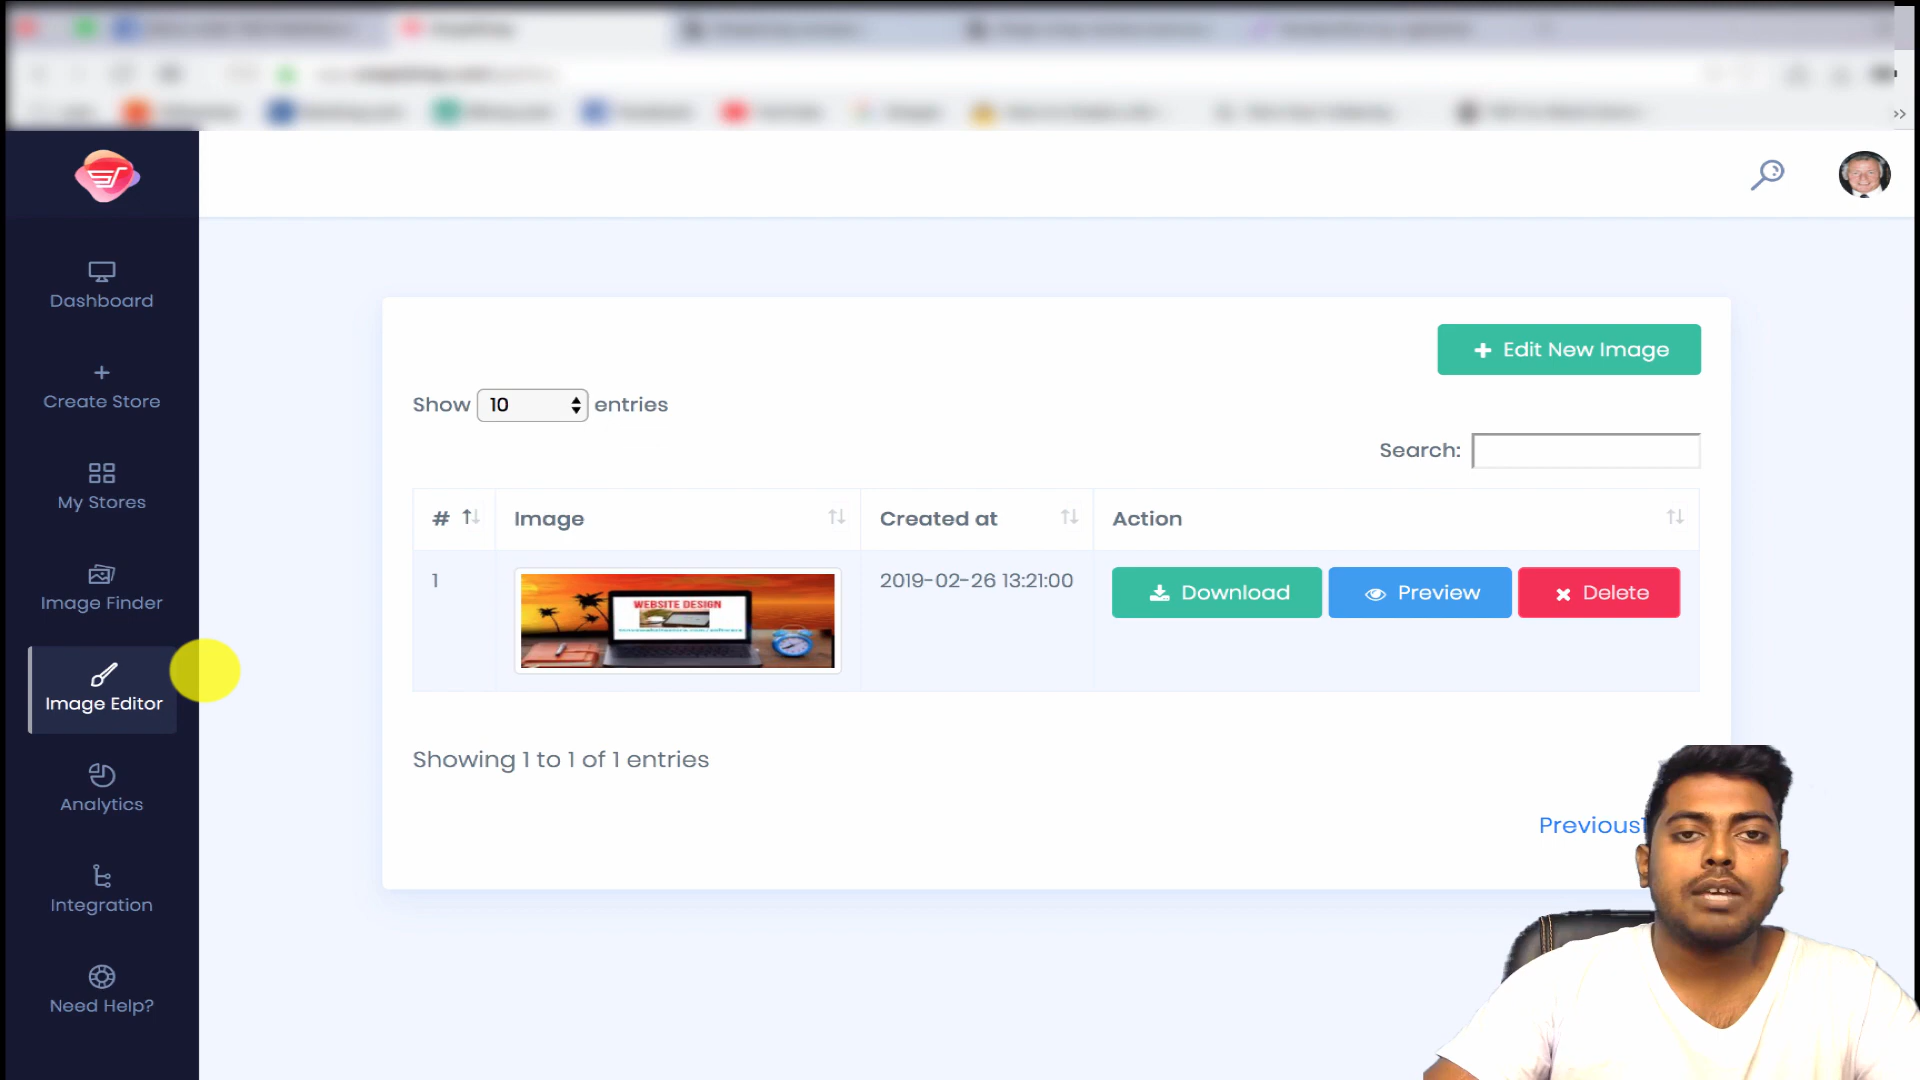 Dashboard
Create Store
My Stores
Image Finder
Image Editor
Analytics
Integration
Need Help?
+ Edit New Image
Show 10 entries
Search:
# Image Created at Action
1 2019-02-26 13:21:00 Download Preview Delete
WEBSITE DESIGN
Showing 1 to 1 of 1 entries
Previous1